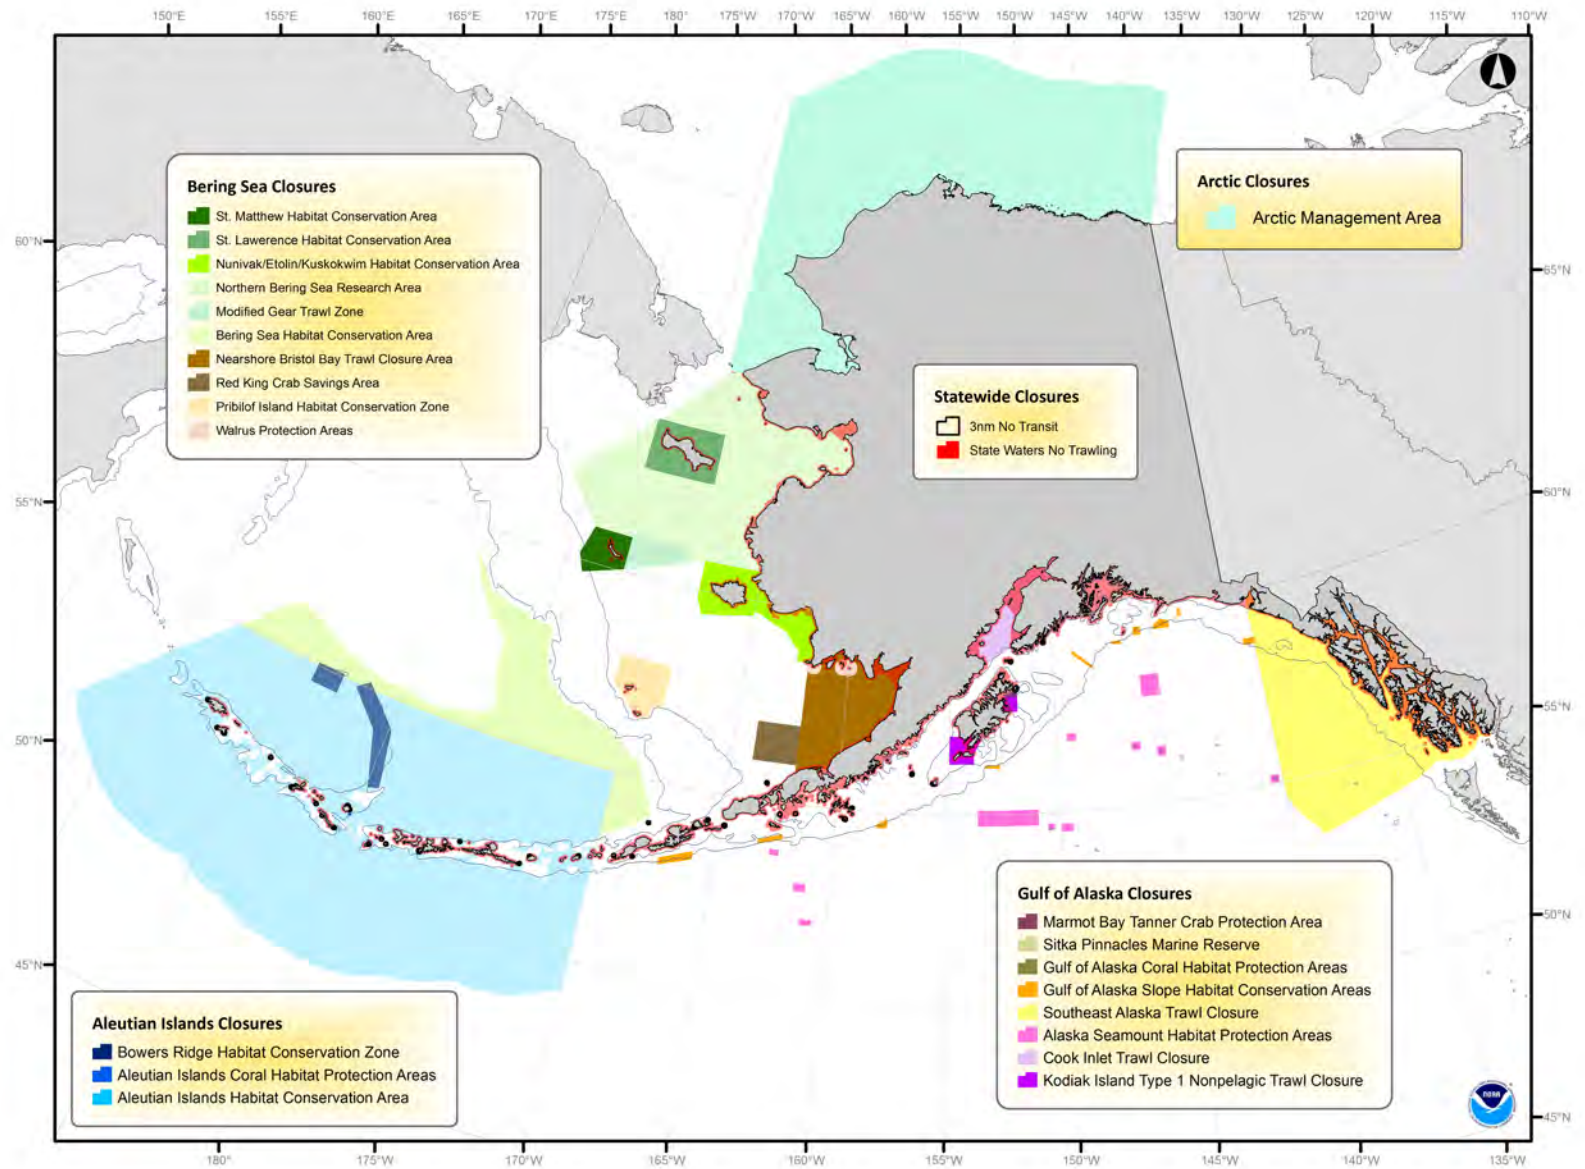 150°E 155°E 160°E 165°E 170°E 175°E 180° 175°W 170°W 165°W 160°W 155°W 150°W 145°W 140°W 135°W 130°W 125°W 120°W 115°W 110°W
Bering Sea Closures
St. Matthew Habitat Conservation Area
St. Lawerence Habitat Conservation Area
Nunivak/Etolin/Kuskokwim Habitat Conservation Area
Northern Bering Sea Research Area
Modified Gear Trawl Zone
Bering Sea Habitat Conservation Area
Nearshore Bristol Bay Trawl Closure Area
Red King Crab Savings Area
Pribilof Island Habitat Conservation Zone
Walrus Protection Areas
Arctic Closures
Arctic Management Area
60°N
65°N
Statewide Closures
3nm No Transit
State Waters No Trawling
55°N
60°N
50°N
55°N
Gulf of Alaska Closures
Marmot Bay Tanner Crab Protection Area
Sitka Pinnacles Marine Reserve
Gulf of Alaska Coral Habitat Protection Areas
Gulf of Alaska Slope Habitat Conservation Areas
Southeast Alaska Trawl Closure
Alaska Seamount Habitat Protection Areas
Cook Inlet Trawl Closure
Kodiak Island Type 1 Nonpelagic Trawl Closure
50°N
45°N
Aleutian Islands Closures
Bowers Ridge Habitat Conservation Zone
Aleutian Islands Coral Habitat Protection Areas
Aleutian Islands Habitat Conservation Area
NOAA
45°N
180° 175°W 170°W 165°W 160°W 155°W 150°W 145°W 140°W 135°W